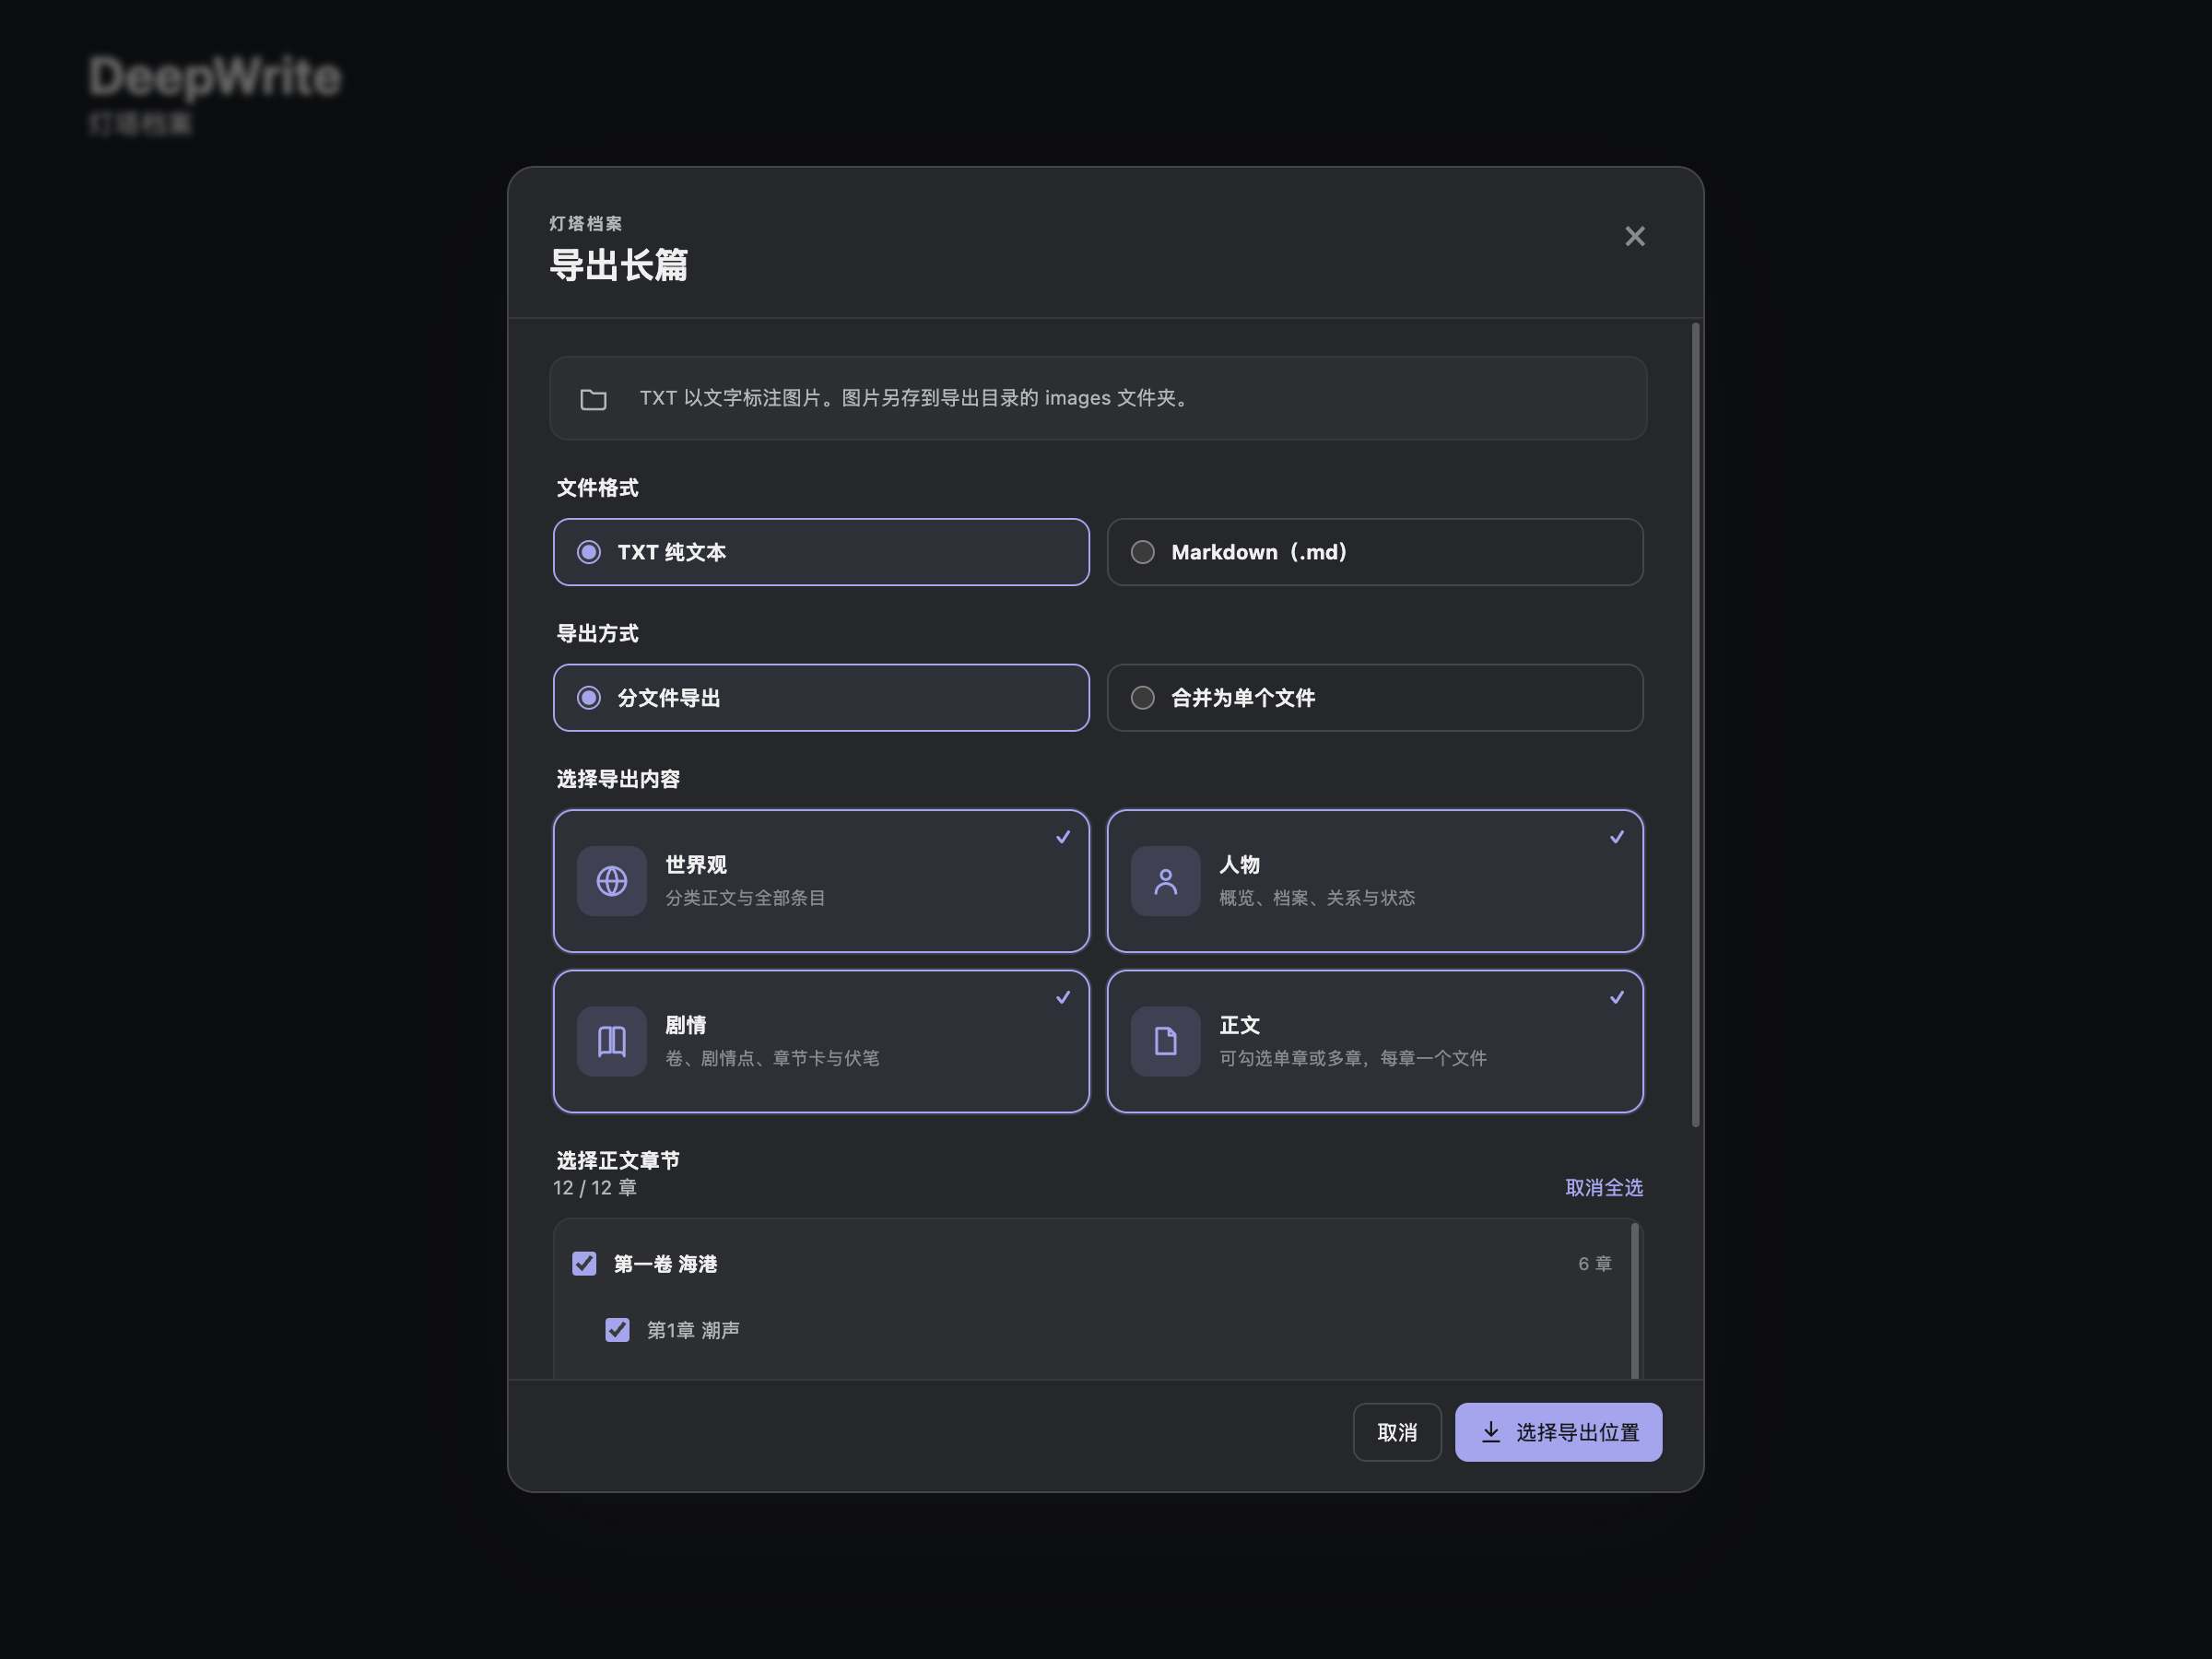 DeepWrite
灯塔档案
灯塔档案
导出长篇
TXT 以文字标注图片。图片另存到导出目录的 images 文件夹。
文件格式
TXT 纯文本
Markdown（.md）
导出方式
分文件导出
合并为单个文件
选择导出内容
世界观
分类正文与全部条目
人物
概览、档案、关系与状态
剧情
卷、剧情点、章节卡与伏笔
正文
可勾选单章或多章，每章一个文件
选择正文章节
12 / 12 章
取消全选
第一卷 海港
6 章
第1章 潮声
取消
选择导出位置